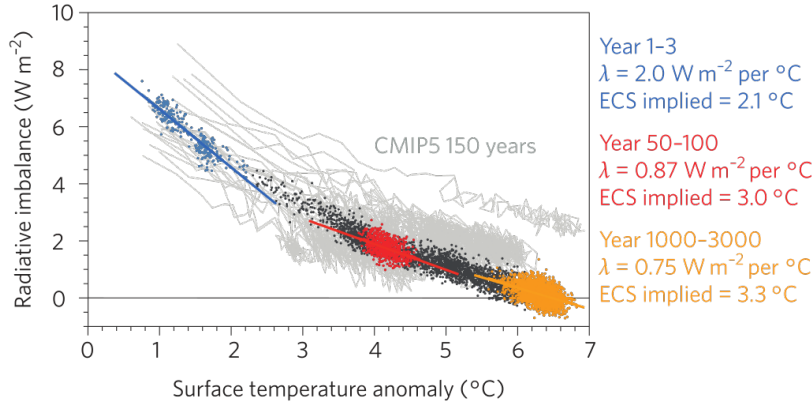 10
8
6
4
2
0
Radiative imbalance (W m⁻²)
0 1 2 3 4 5 6 7
Surface temperature anomaly (°C)
CMIP5 150 years
Year 1–3
λ = 2.0 W m⁻² per °C
ECS implied = 2.1 °C
Year 50–100
λ = 0.87 W m⁻² per °C
ECS implied = 3.0 °C
Year 1000–3000
λ = 0.75 W m⁻² per °C
ECS implied = 3.3 °C